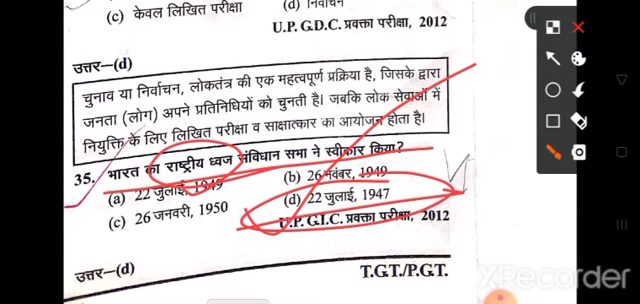 (c) केवल लिखित परीक्षा (d) निर्वाचन
U.P.G.D.C. प्रवक्ता परीक्षा, 2012
उत्तर–(d)
चुनाव या निर्वाचन, लोकतंत्र की एक महत्वपूर्ण प्रक्रिया है, जिसके द्वारा
जनता (लोग) अपने प्रतिनिधियों को चुनती है। जबकि लोक सेवाओं में
नियुक्ति के लिए लिखित परीक्षा व साक्षात्कार का आयोजन होता है।
35. भारत का राष्ट्रीय ध्वज संविधान सभा ने स्वीकार किया?
(a) 22 जुलाई, 1949 (b) 26 नवंबर, 1949
(c) 26 जनवरी, 1950 (d) 22 जुलाई, 1947
U.P.G.I.C. प्रवक्ता परीक्षा, 2012
उत्तर–(d) T.G.T./P.G.T.
XRecorder